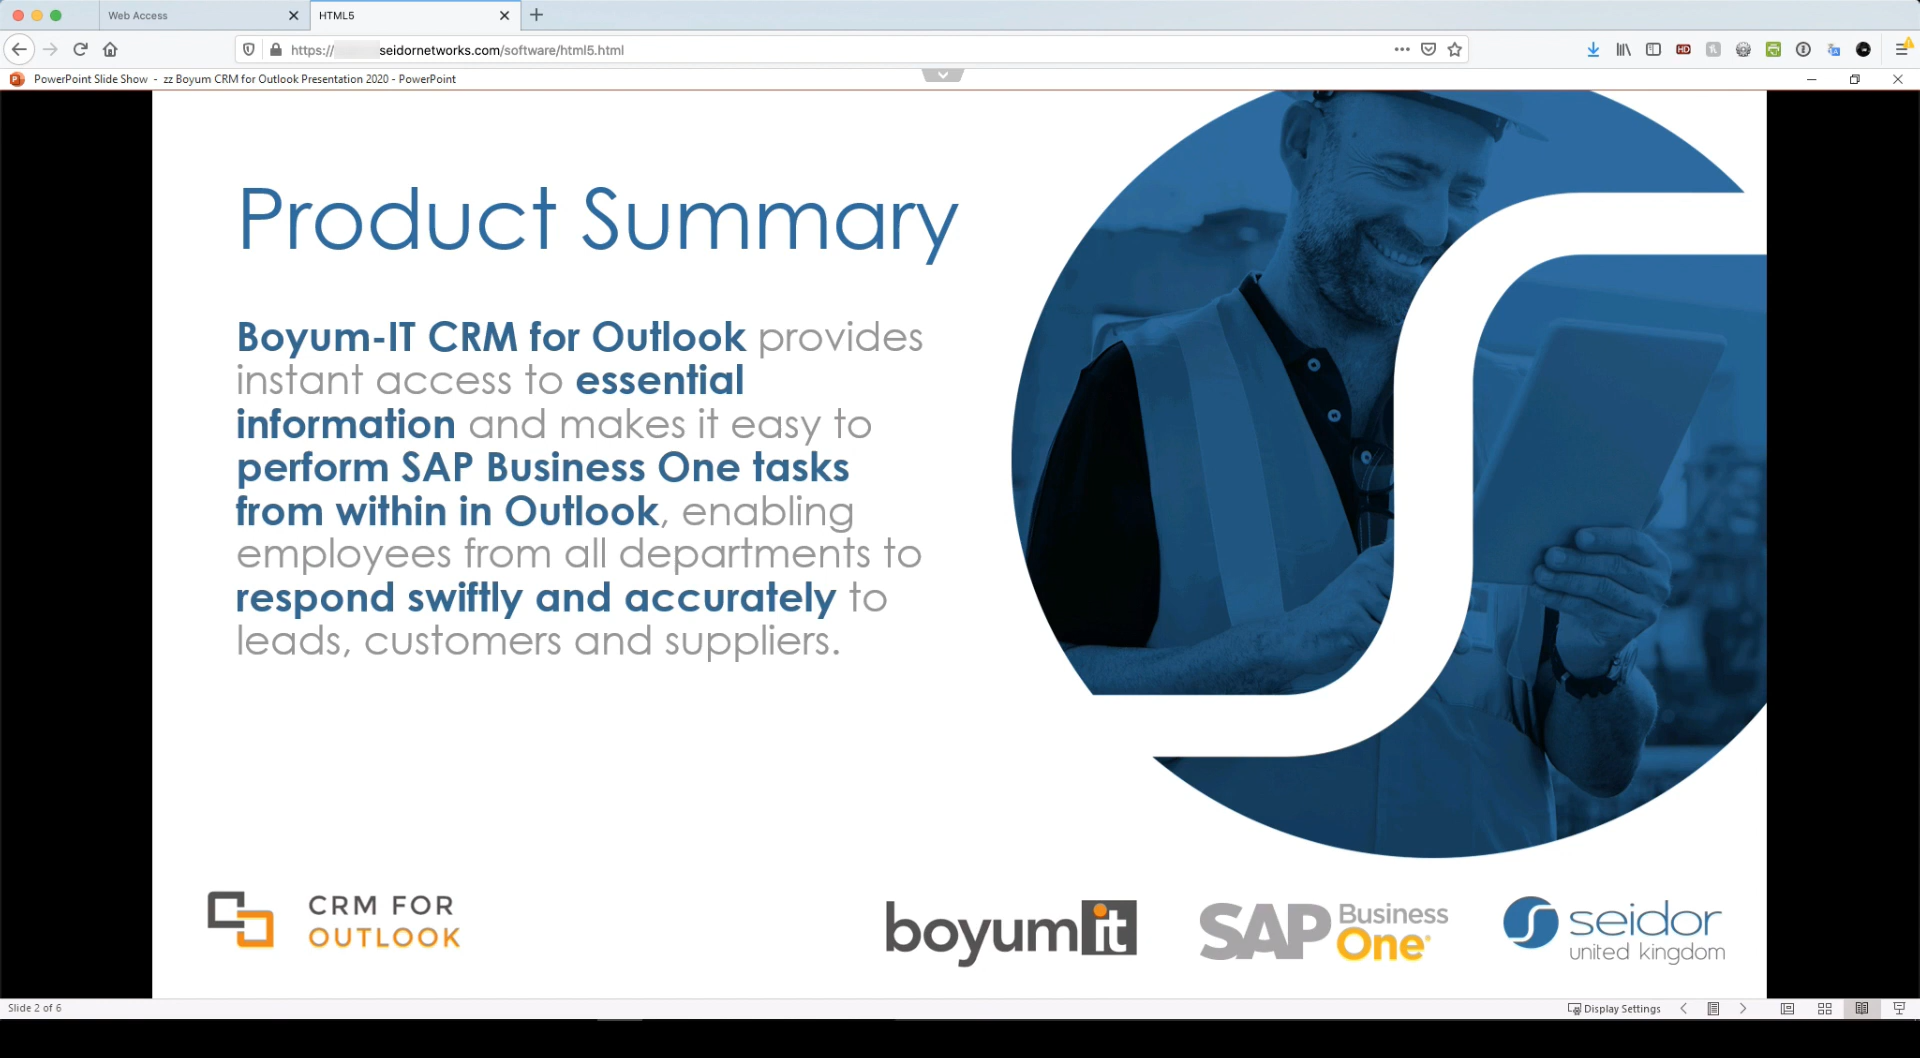 Web Access
HTML5
https:// seidornetworks.com/software/html5.html
HD
PowerPoint Slide Show - zz Boyum CRM for Outlook Presentation 2020 - PowerPoint
Product Summary
Boyum-IT CRM for Outlook provides
instant access to essential
information and makes it easy to
perform SAP Business One tasks
from within in Outlook, enabling
employees from all departments to
respond swiftly and accurately to
leads, customers and suppliers.
CRM FOR
OUTLOOK
boyum it
SAP Business
One
seidor
united kingdom
Slide 2 of 6
Display Settings